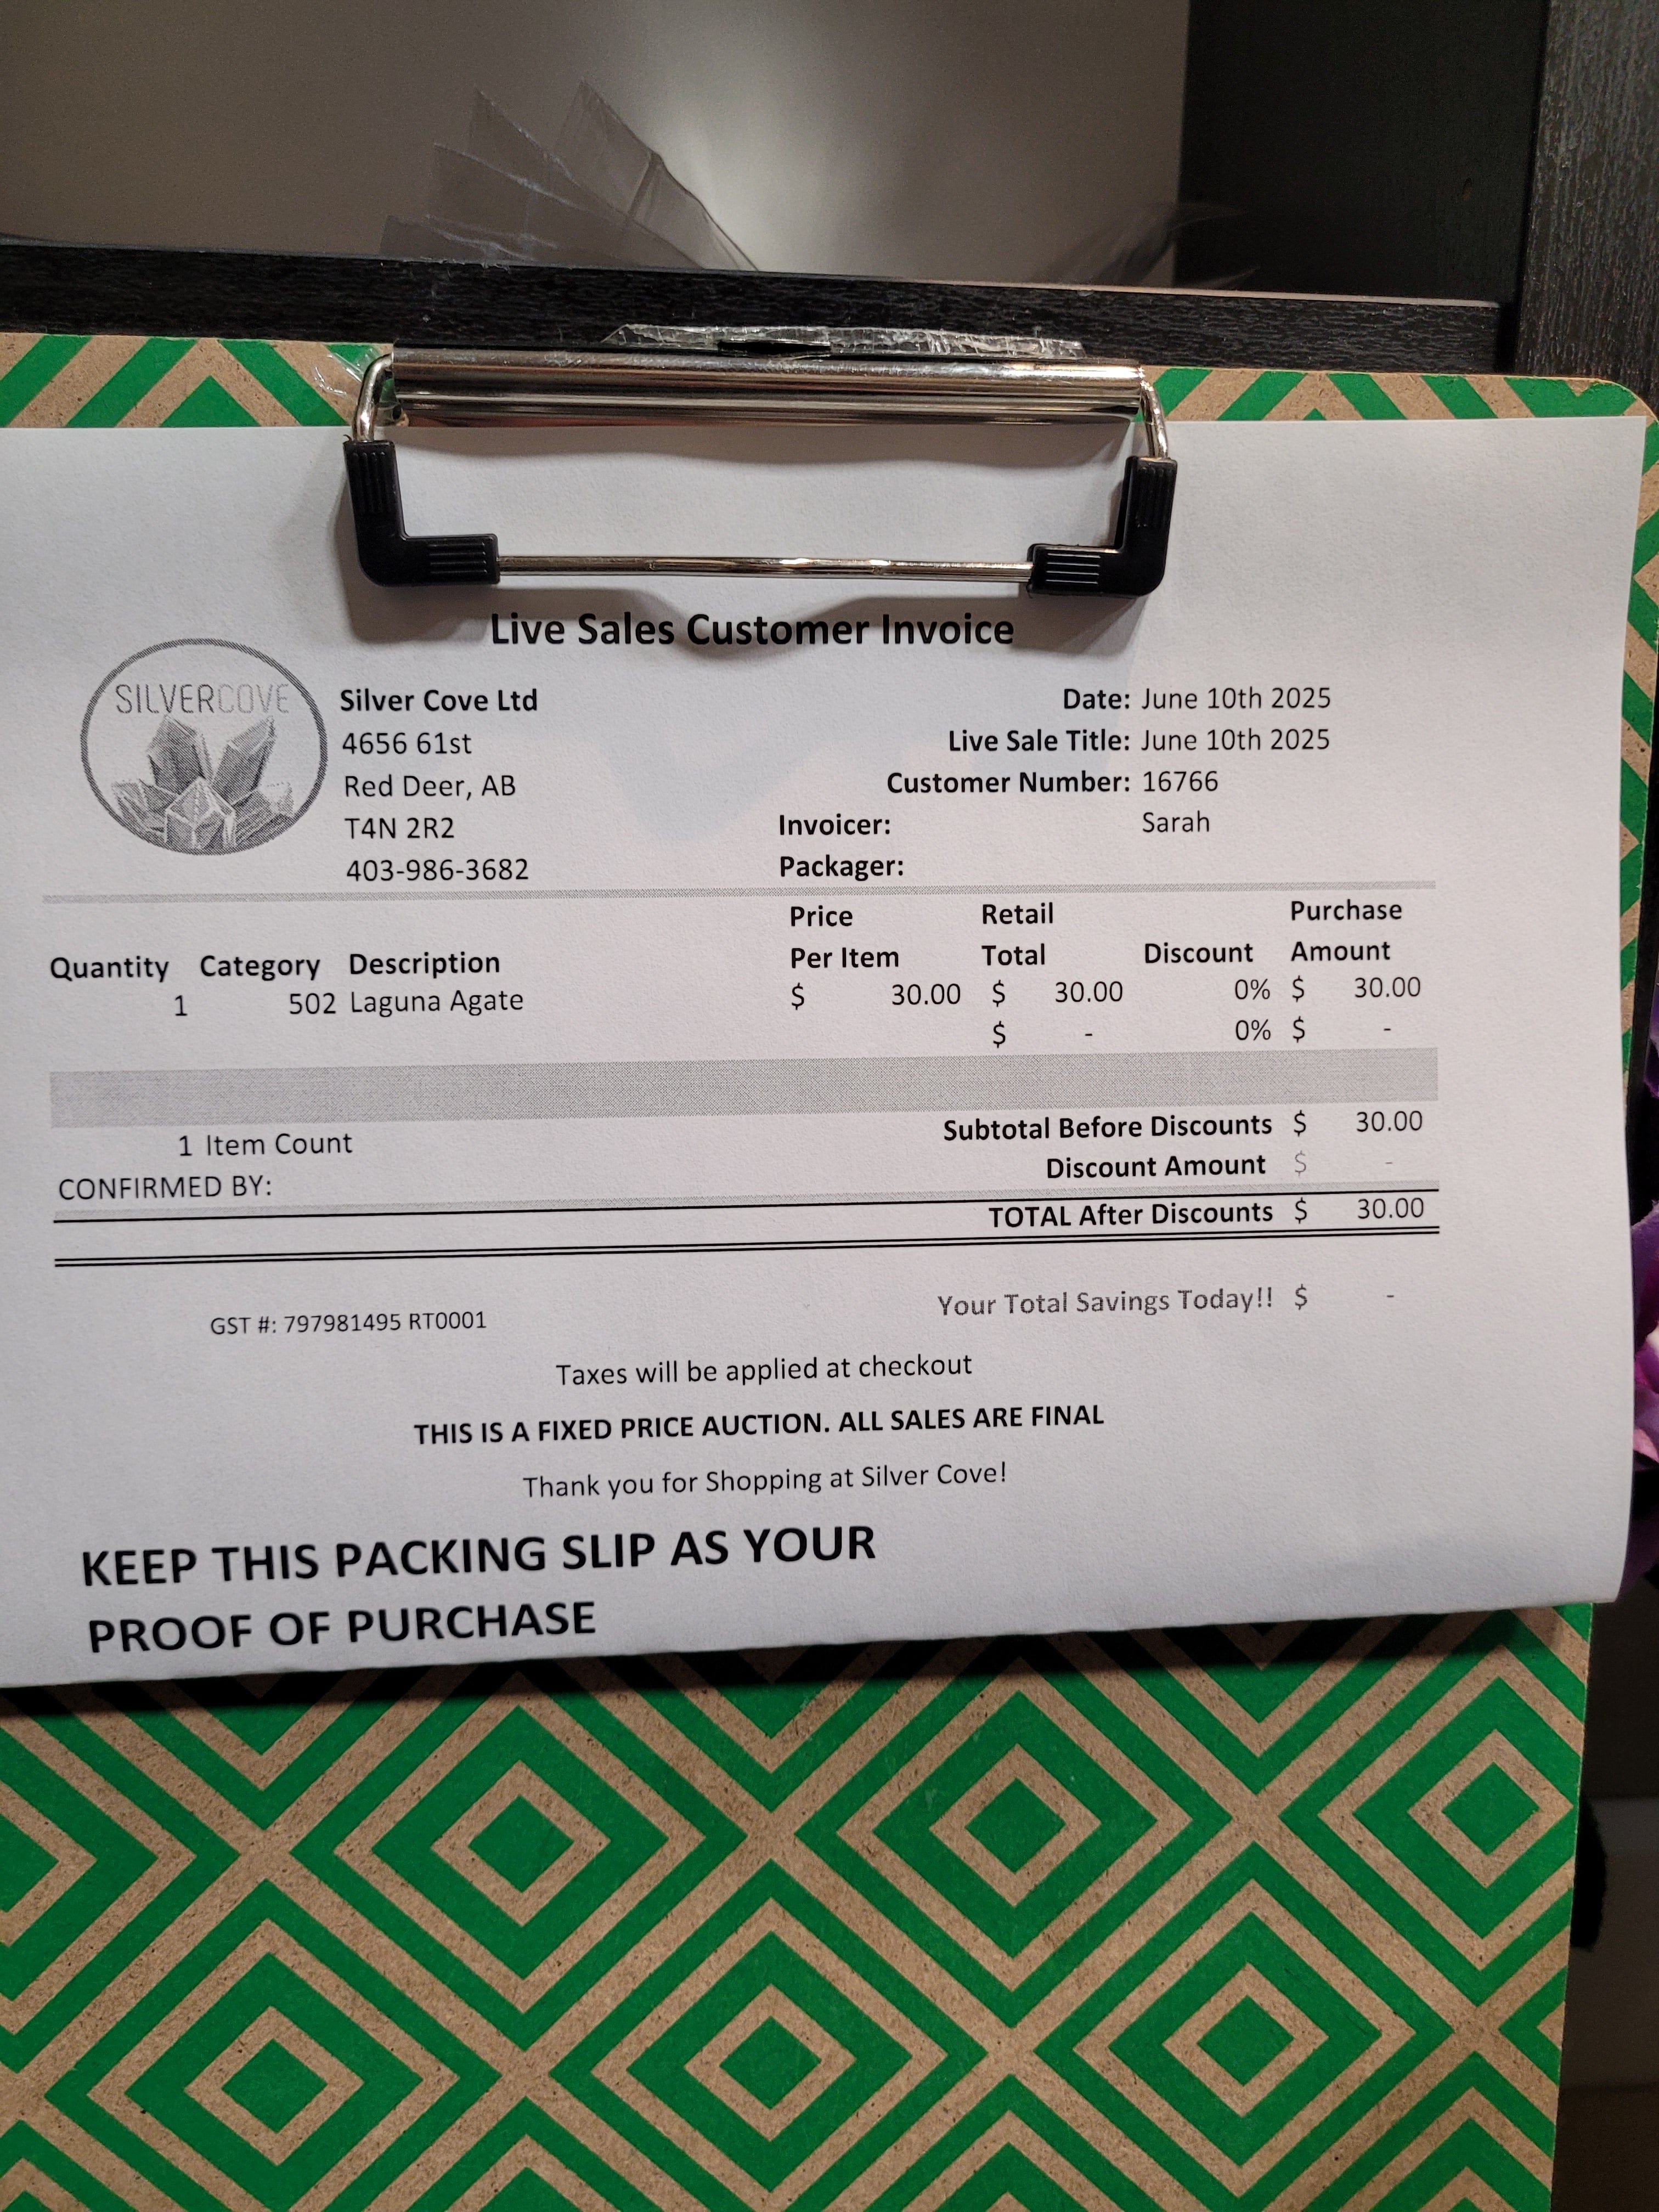 Live Sales Customer Invoice
SILVERCOVE
Silver Cove Ltd
4656 61st
Red Deer, AB
T4N 2R2
403-986-3682
Date: June 10th 2025
Live Sale Title: June 10th 2025
Customer Number: 16766
Invoicer: Sarah
Packager:
Quantity Category Description Price Per Item Retail Total Discount Purchase Amount
1 502 Laguna Agate $ 30.00 $ 30.00 0% $ 30.00
$ - 0% $ -
Subtotal Before Discounts $ 30.00
1 Item Count
Discount Amount $ -
CONFIRMED BY:
TOTAL After Discounts $ 30.00
Your Total Savings Today!! $ -
GST #: 797981495 RT0001
Taxes will be applied at checkout
THIS IS A FIXED PRICE AUCTION. ALL SALES ARE FINAL
Thank you for Shopping at Silver Cove!
KEEP THIS PACKING SLIP AS YOUR
PROOF OF PURCHASE